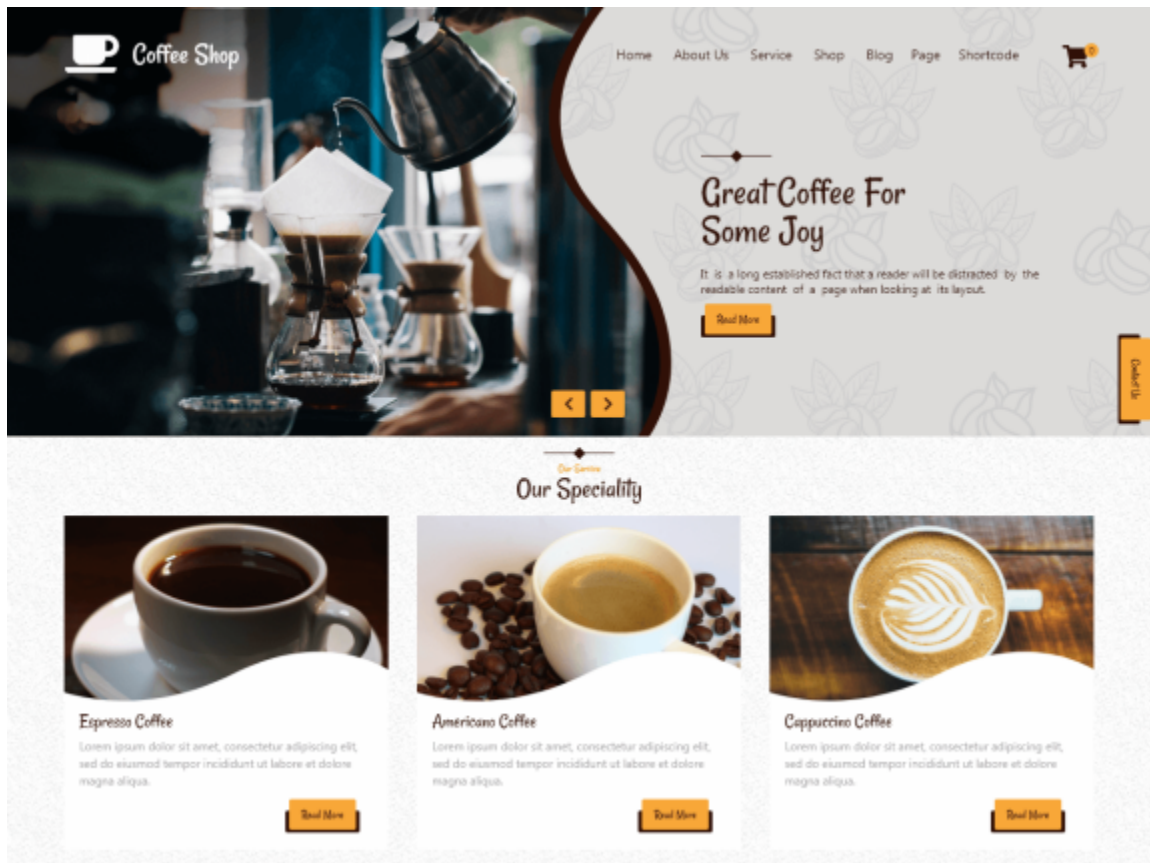 Coffee Shop
Home About Us Service Shop Blog Page Shortcode
0
Great Coffee For
Some Joy
It is a long established fact that a reader will be distracted by the
readable content of a page when looking at its layout.
Read More
Contact Us
Our Service
Our Speciality
Espresso Coffee
Lorem ipsum dolor sit amet, consectetur adipiscing elit,
sed do eiusmod tempor incididunt ut labore et dolore
magna aliqua.
Read More
Americano Coffee
Lorem ipsum dolor sit amet, consectetur adipiscing elit,
sed do eiusmod tempor incididunt ut labore et dolore
magna aliqua.
Read More
Cappuccino Coffee
Lorem ipsum dolor sit amet, consectetur adipiscing elit,
sed do eiusmod tempor incididunt ut labore et dolore
magna aliqua.
Read More